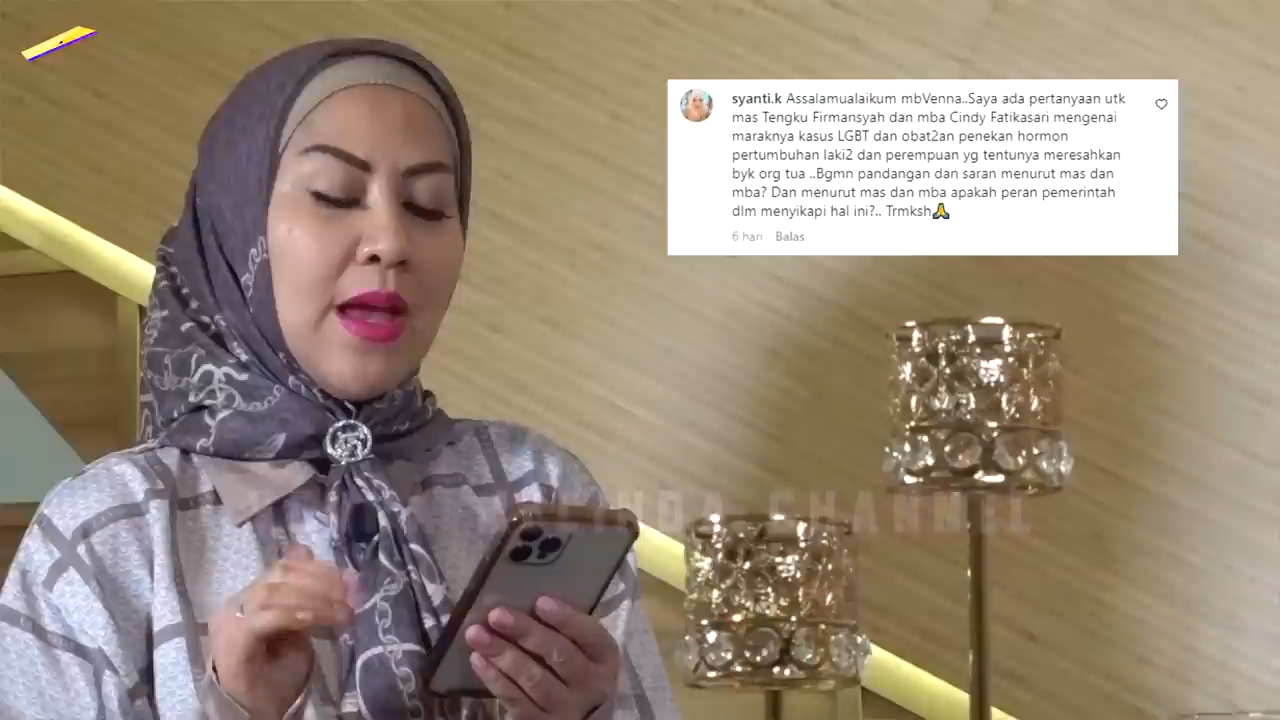 syanti.k Assalamualaikum mbVenna..Saya ada pertanyaan utk
mas Tengku Firmansyah dan mba Cindy Fatikasari mengenai
maraknya kasus LGBT dan obat2an penekan hormon
pertumbuhan laki2 dan perempuan yg tentunya meresahkan
byk org tua ..Bgmn pandangan dan saran menurut mas dan
mba? Dan menurut mas dan mba apakah peran pemerintah
dlm menyikapi hal ini?.. Trmksh🙏
6 hari Balas
CHANNEL